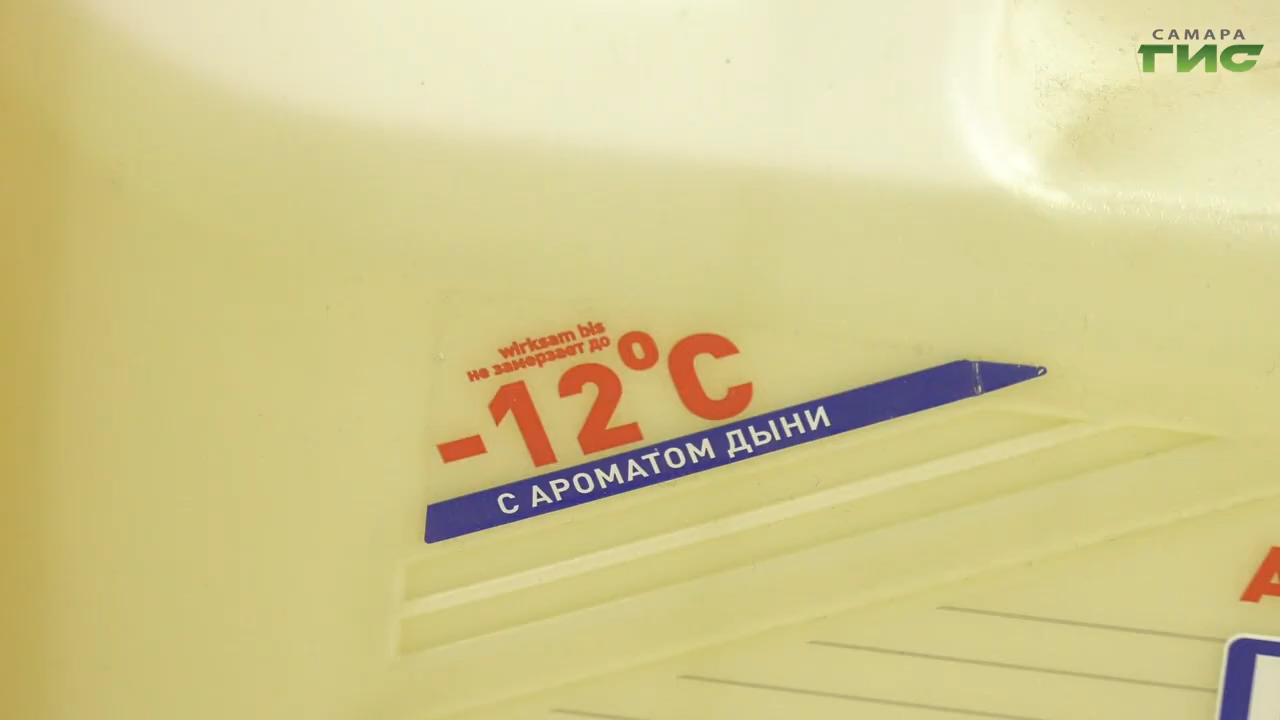 САМАРА
ГИС
wirksam bis
не замерзает до
-12°C
С АРОМАТОМ ДЫНИ